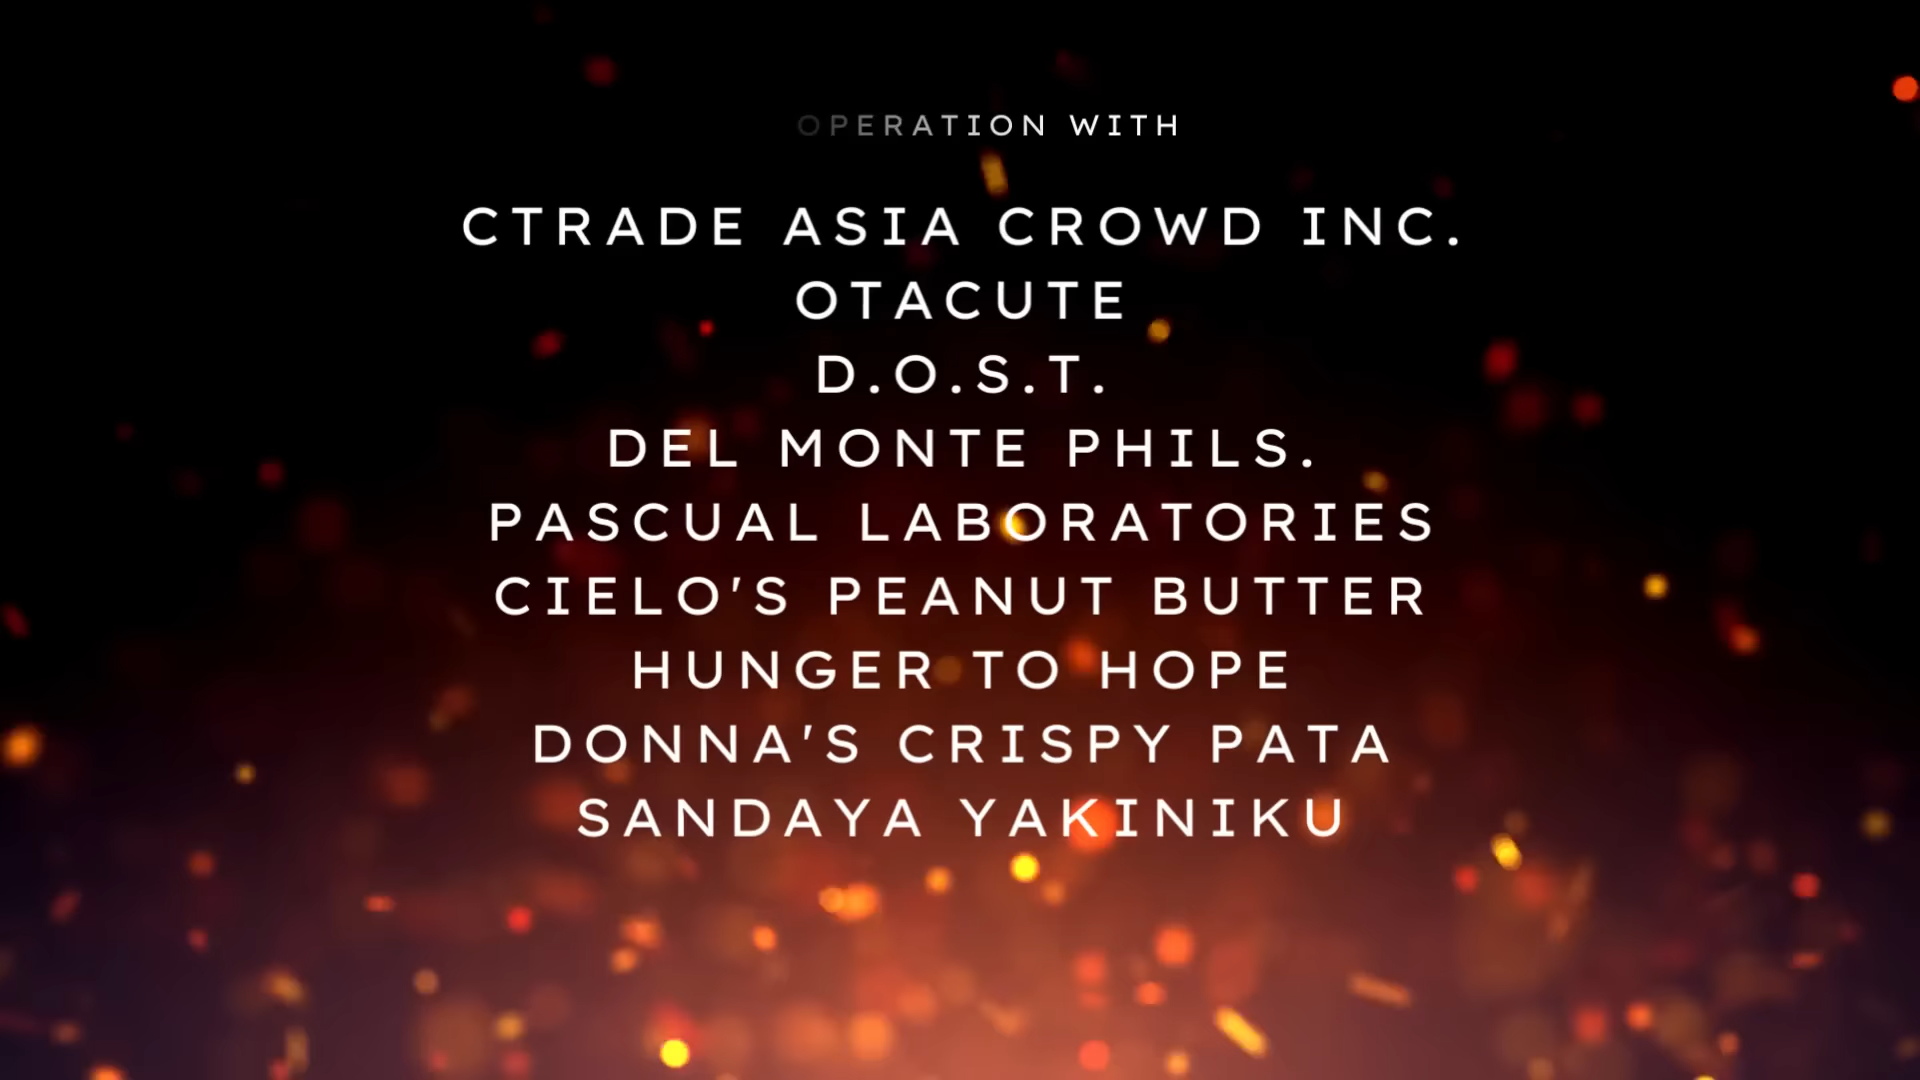 OPERATION WITH
CTRADE ASIA CROWD INC.
OTACUTE
D.O.S.T.
DEL MONTE PHILS.
PASCUAL LABORATORIES
CIELO'S PEANUT BUTTER
HUNGER TO HOPE
DONNA'S CRISPY PATA
SANDAYA YAKINIKU